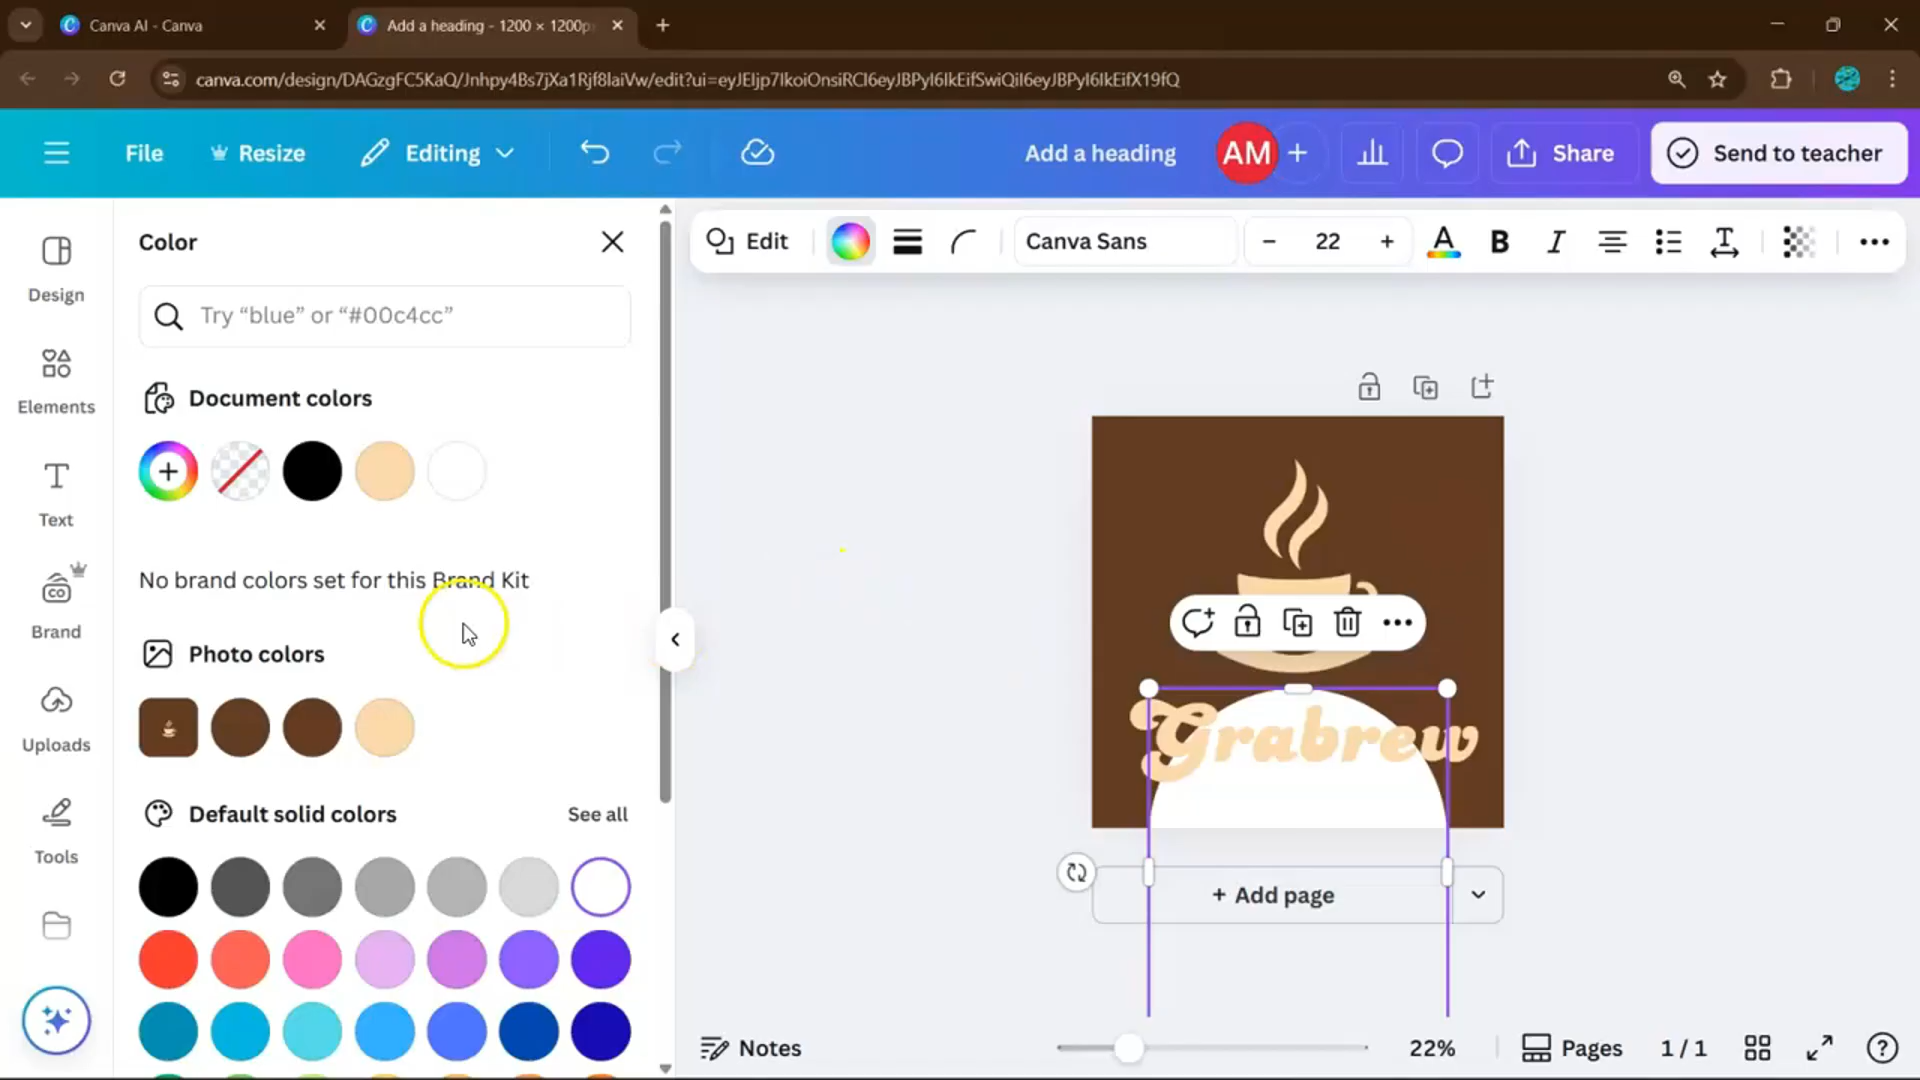 Canva AI - Canva
Add a heading - 1200 × 1200p
canva.com/design/DAGzgFC5KaQ/Jnhpy4Bs7jXa1Rjf8laiVw/edit?ui=eyJEIjp7IkoiOnsiRCI6eyJBPyI6IkEifSwiQiI6eyJBPyI6IkEifX19fQ
File
Resize
Editing
Add a heading
AM
Share
Send to teacher
Color
Edit
Canva Sans
22
A
B
I
T
Try “blue” or “#00c4cc”
Design
Elements
Document colors
Text
No brand colors set for this Brand Kit
Brand
Photo colors
Uploads
Grabrew
Default solid colors
See all
Tools
+ Add page
Notes
22%
Pages
1 / 1